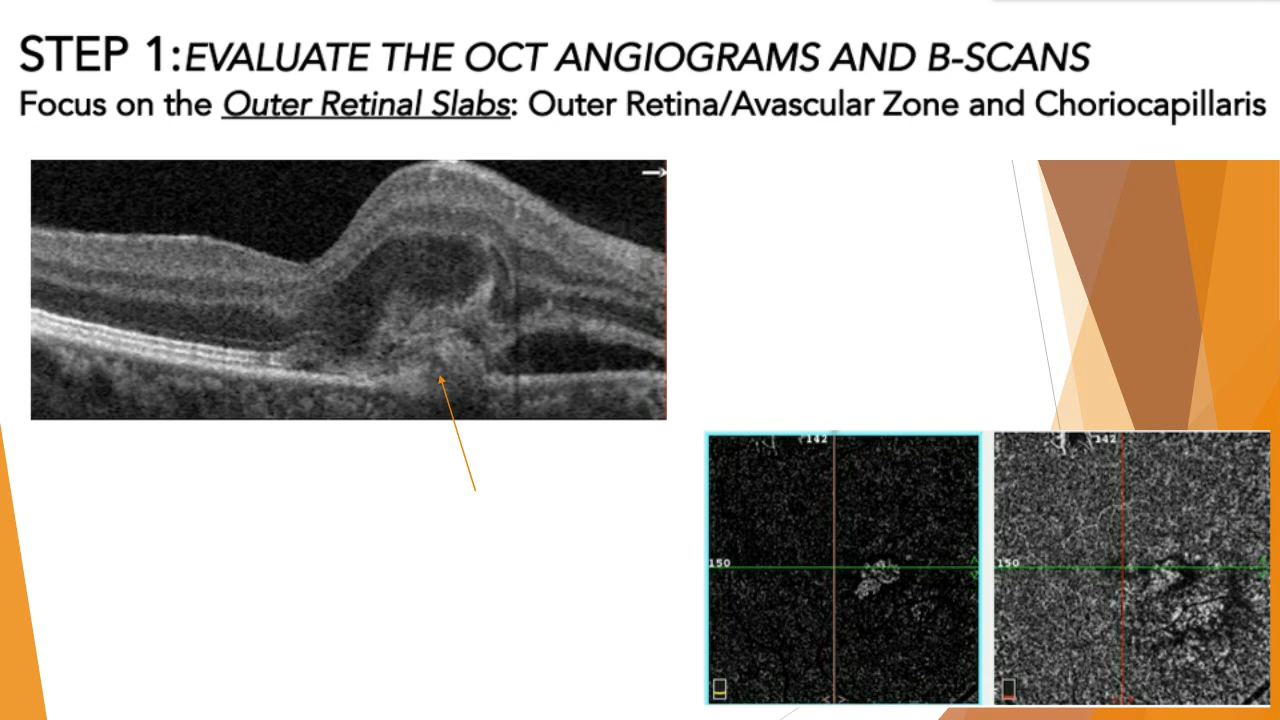 STEP 1:EVALUATE THE OCT ANGIOGRAMS AND B-SCANS
Focus on the Outer Retinal Slabs: Outer Retina/Avascular Zone and Choriocapillaris
142
142
150
150